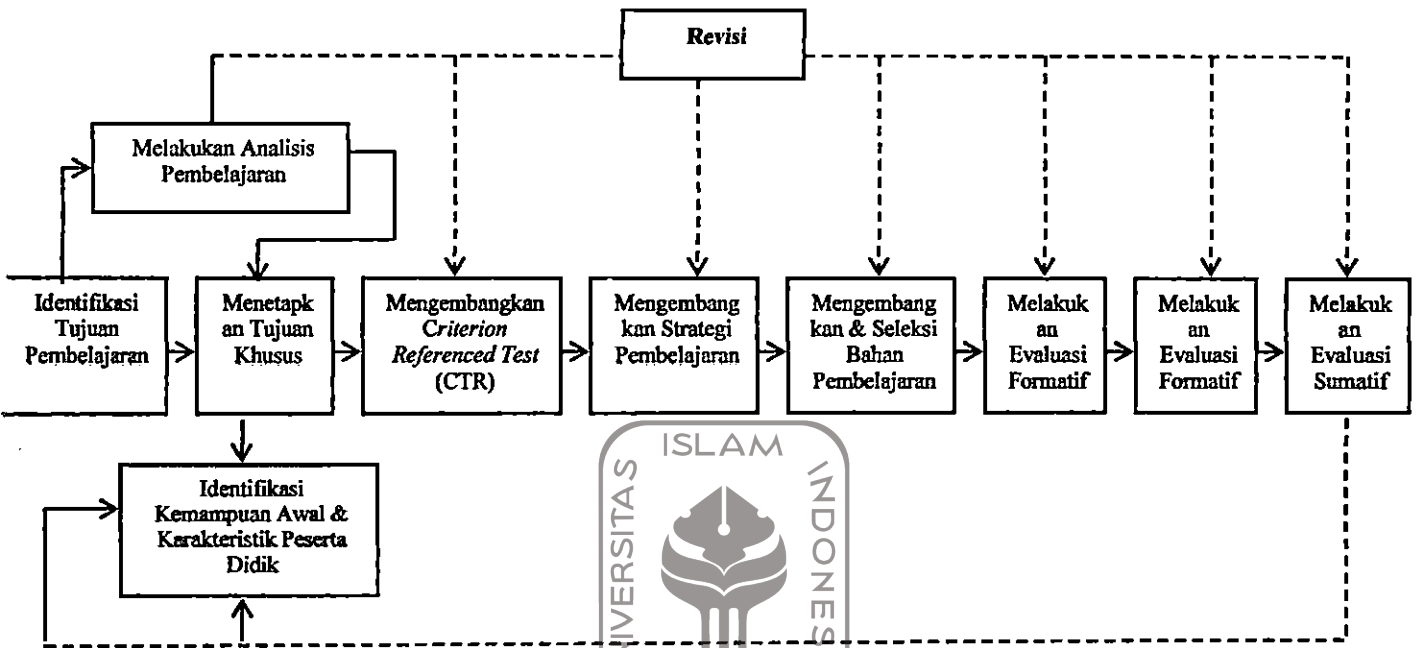 Revisi
Melakukan Analisis
Pembelajaran
Identifikasi
Tujuan
Pembelajaran
Menetapk
an Tujuan
Khusus
Mengembangkan
Criterion
Referenced Test
(CTR)
Mengembang
kan Strategi
Pembelajaran
Mengembang
kan & Seleksi
Bahan
Pembelajaran
Melakuk
an
Evaluasi
Formatif
Melakuk
an
Evaluasi
Formatif
Melakuk
an
Evaluasi
Sumatif
Identifikasi
Kemampuan Awal &
Karakteristik Peserta
Didik
ISLAM